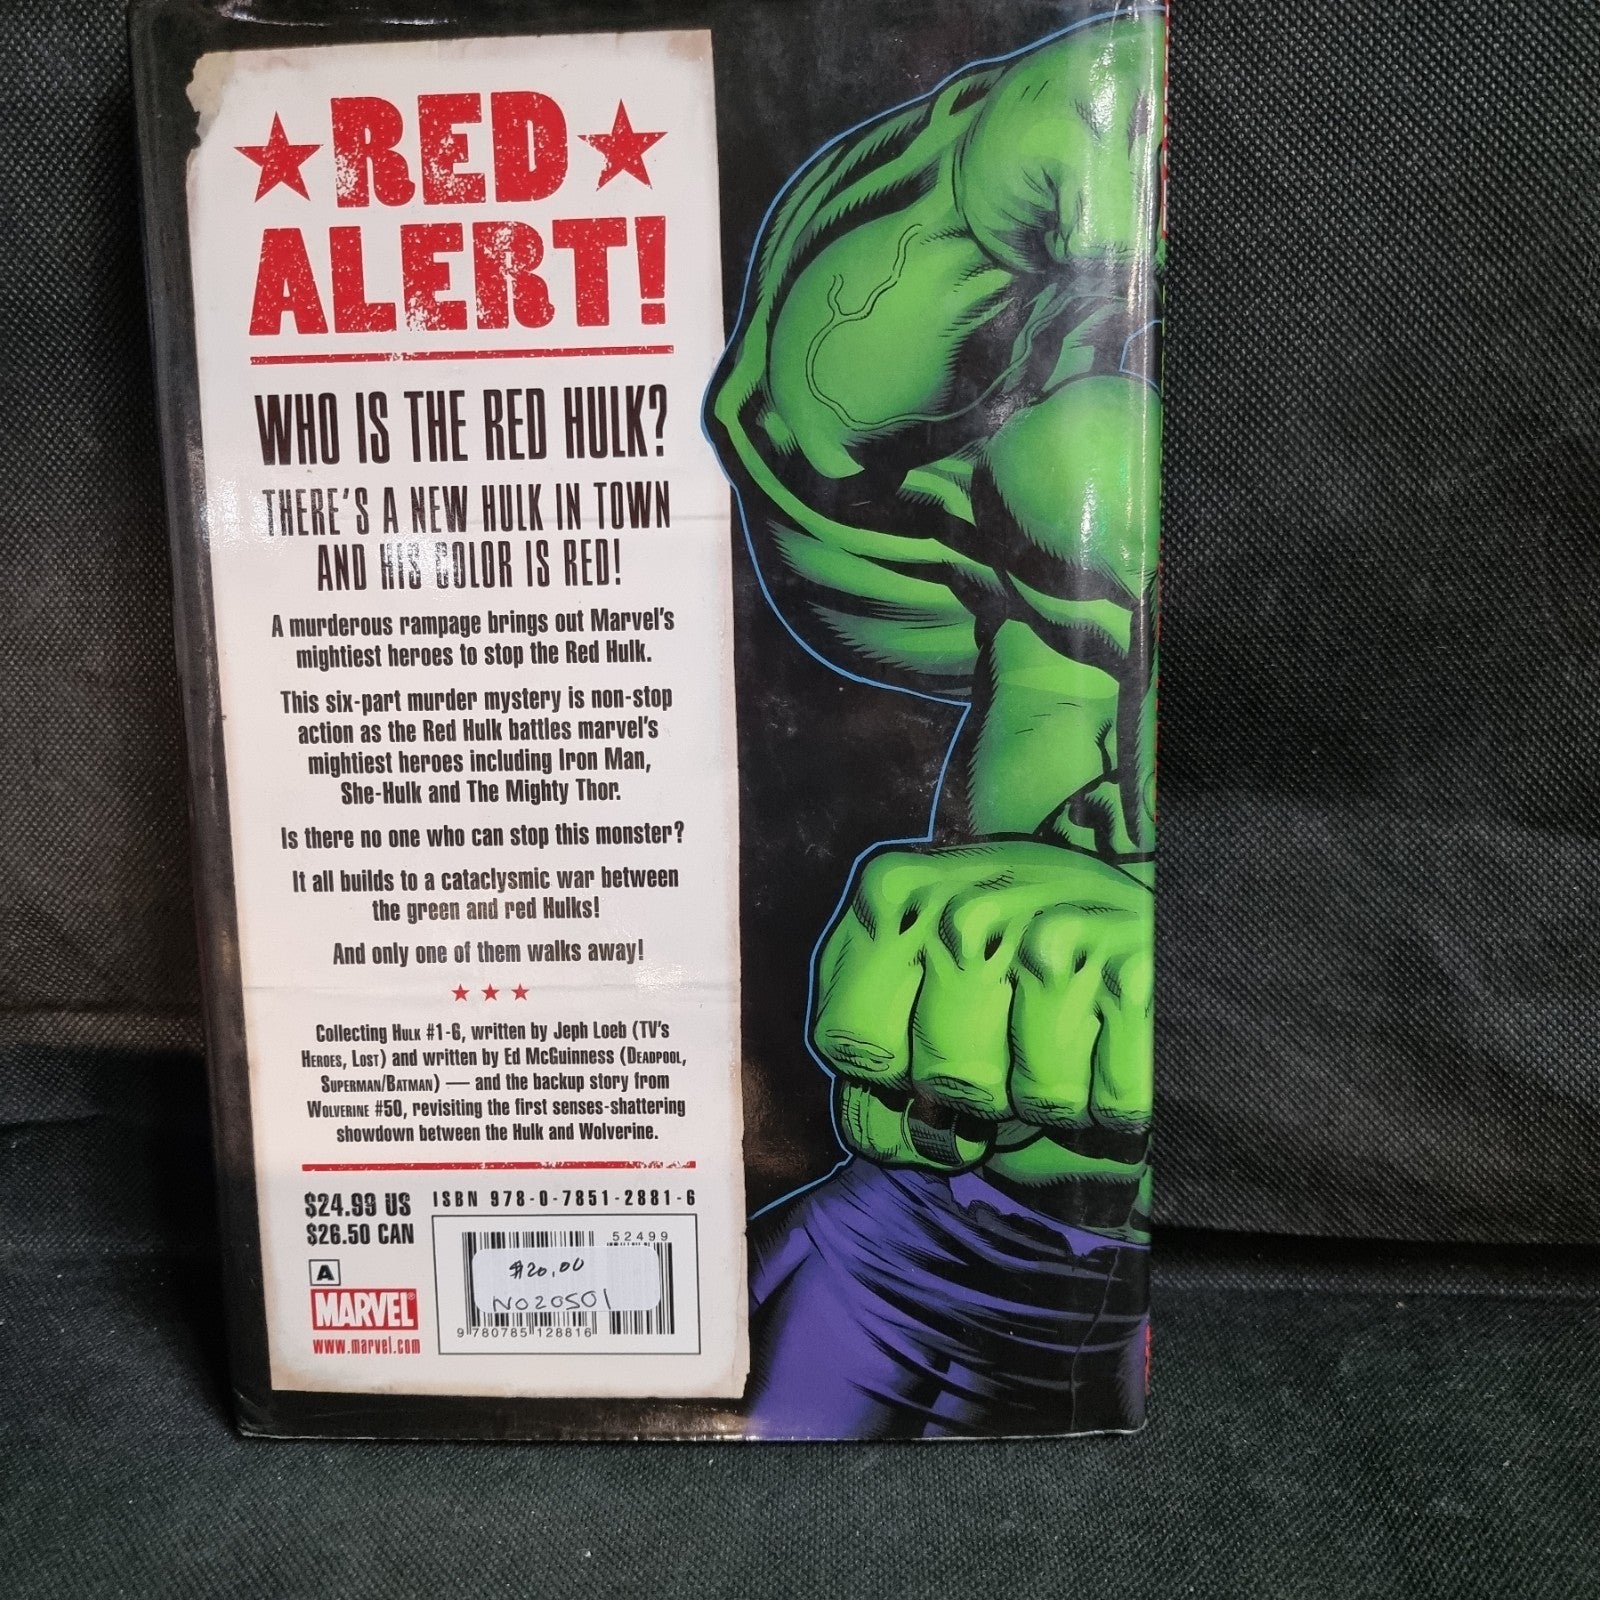 ★ RED ★
ALERT!
WHO IS THE RED HULK?
THERE'S A NEW HULK IN TOWN
AND HIS COLOR IS RED!
A murderous rampage brings out Marvel's
mightiest heroes to stop the Red Hulk.
This six-part murder mystery is non-stop
action as the Red Hulk battles marvel's
mightiest heroes including Iron Man,
She-Hulk and The Mighty Thor.
Is there no one who can stop this monster?
It all builds to a cataclysmic war between
the green and red Hulks!
And only one of them walks away!
★ ★ ★
Collecting HULK #1-6, written by Jeph Loeb (TV's
HEROES, LOST) and written by Ed McGuinness (DEADPOOL,
SUPERMAN/BATMAN) — and the backup story from
WOLVERINE #50, revisiting the first senses-shattering
showdown between the Hulk and Wolverine.
$24.99 US
$26.50 CAN
A
MARVEL®
www.marvel.com
ISBN 978-0-7851-2881-6
52499
$20.00
NO20501
9 780785 128816